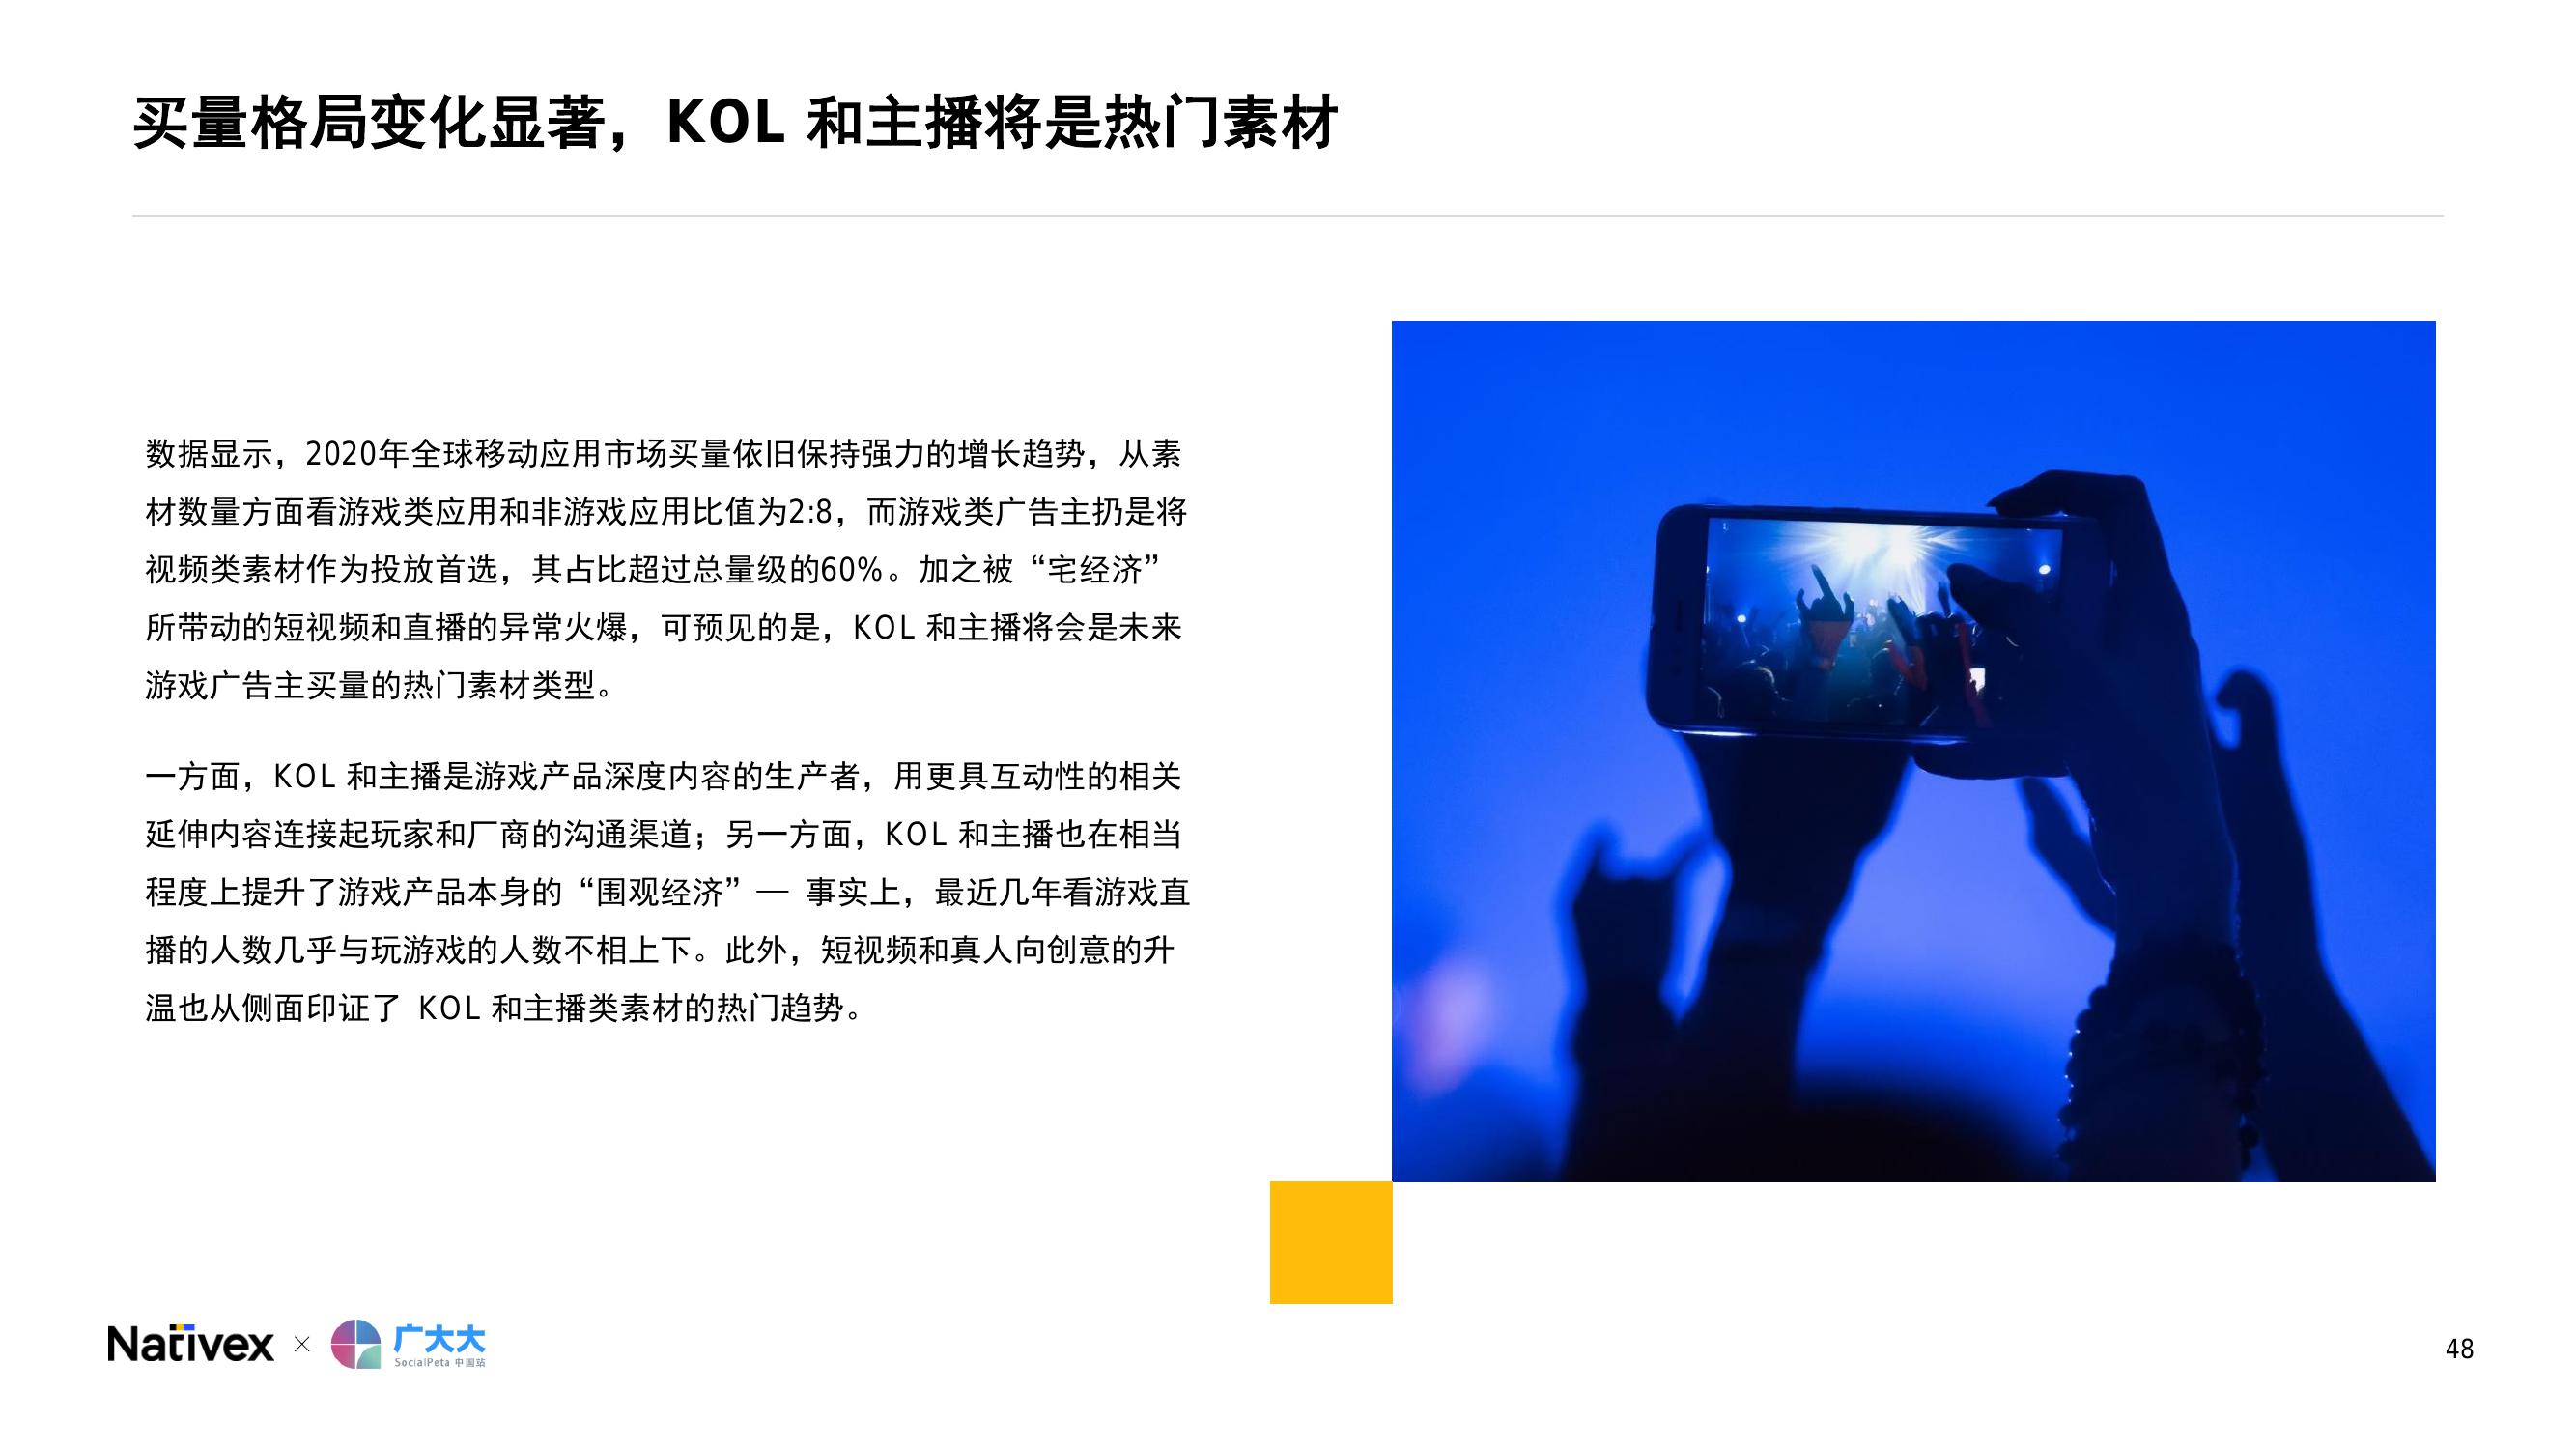 买量格局变化显著，KOL 和主播将是热门素材
数据显示，2020年全球移动应用市场买量依旧保持强力的增长趋势，从素
材数量方面看游戏类应用和非游戏应用比值为2:8，而游戏类广告主扔是将
视频类素材作为投放首选，其占比超过总量级的60%。加之被“宅经济”
所带动的短视频和直播的异常火爆，可预见的是，KOL 和主播将会是未来
游戏广告主买量的热门素材类型。
一方面，KOL 和主播是游戏产品深度内容的生产者，用更具互动性的相关
延伸内容连接起玩家和厂商的沟通渠道；另一方面，KOL 和主播也在相当
程度上提升了游戏产品本身的“围观经济”— 事实上，最近几年看游戏直
播的人数几乎与玩游戏的人数不相上下。此外，短视频和真人向创意的升
温也从侧面印证了 KOL 和主播类素材的热门趋势。
Nativex × 广大大
SocialPeta 中国站
48